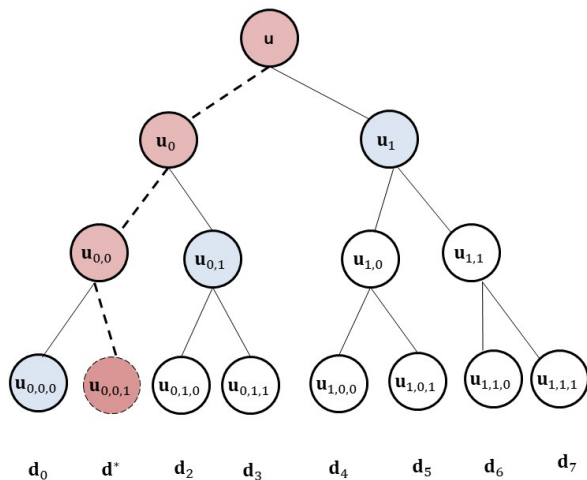 u
u₀ u₁
u₀,₀ u₀,₁ u₁,₀ u₁,₁
u₀,₀,₀ u₀,₀,₁ u₀,₁,₀ u₀,₁,₁ u₁,₀,₀ u₁,₀,₁ u₁,₁,₀ u₁,₁,₁
d₀ d* d₂ d₃ d₄ d₅ d₆ d₇